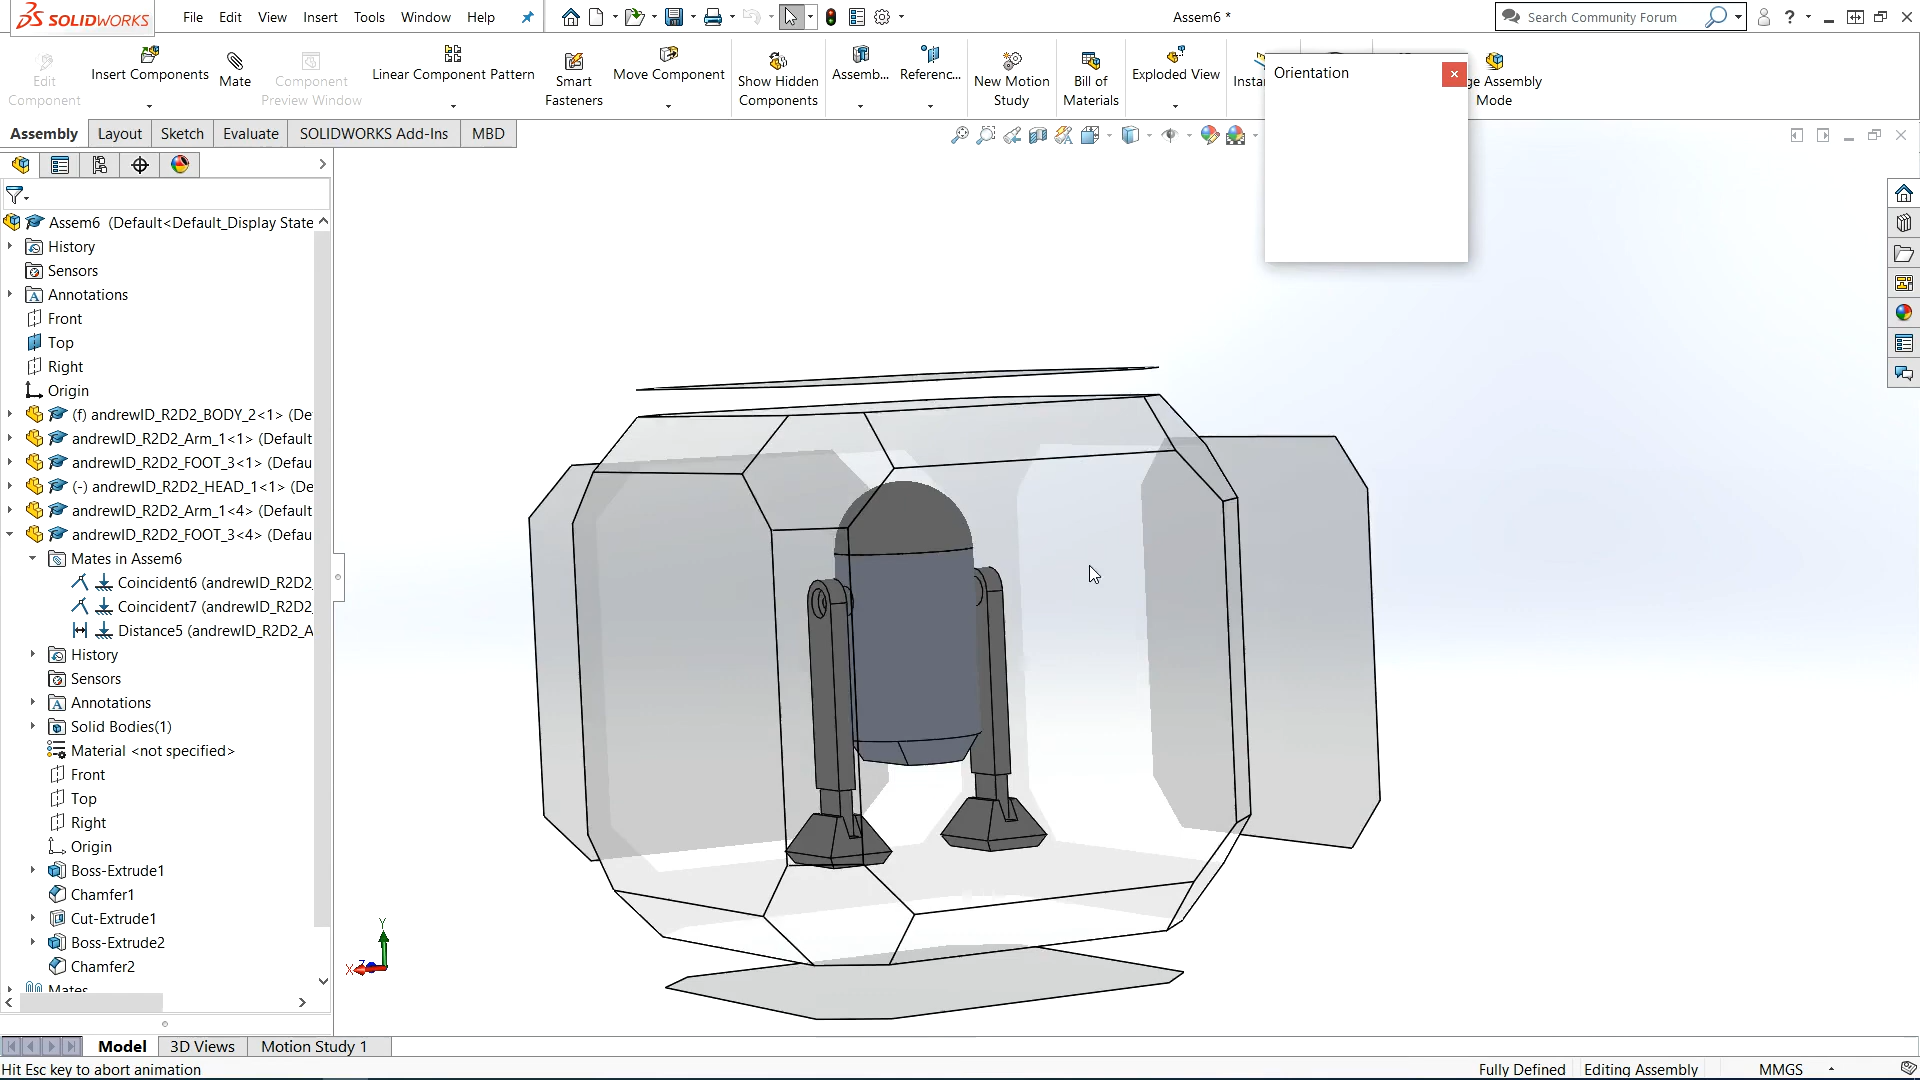 SOLIDWORKS
File Edit View Insert Tools Window Help
Assem6 *
Search Community Forum
?
Edit Component
Insert Components
Mate
Component Preview Window
Linear Component Pattern
Smart Fasteners
Move Component
Show Hidden Components
Assemb...
Referenc...
New Motion Study
Bill of Materials
Exploded View
Instan
ge Assembly Mode
Orientation
Assembly Layout Sketch Evaluate SOLIDWORKS Add-Ins MBD
Assem6 (Default<Default_Display State
History
Sensors
Annotations
Front
Top
Right
Origin
(f) andrewID_R2D2_BODY_2<1> (De
andrewID_R2D2_Arm_1<1> (Default
andrewID_R2D2_FOOT_3<1> (Defau
(-) andrewID_R2D2_HEAD_1<1> (De
andrewID_R2D2_Arm_1<4> (Default
andrewID_R2D2_FOOT_3<4> (Defau
Mates in Assem6
Coincident6 (andrewID_R2D2_
Coincident7 (andrewID_R2D2_
Distance5 (andrewID_R2D2_A
History
Sensors
Annotations
Solid Bodies(1)
Material <not specified>
Front
Top
Right
Origin
Boss-Extrude1
Chamfer1
Cut-Extrude1
Boss-Extrude2
Chamfer2
Mates
Y
X
Z
Model 3D Views Motion Study 1
Hit Esc key to abort animation
Fully Defined Editing Assembly MMGS